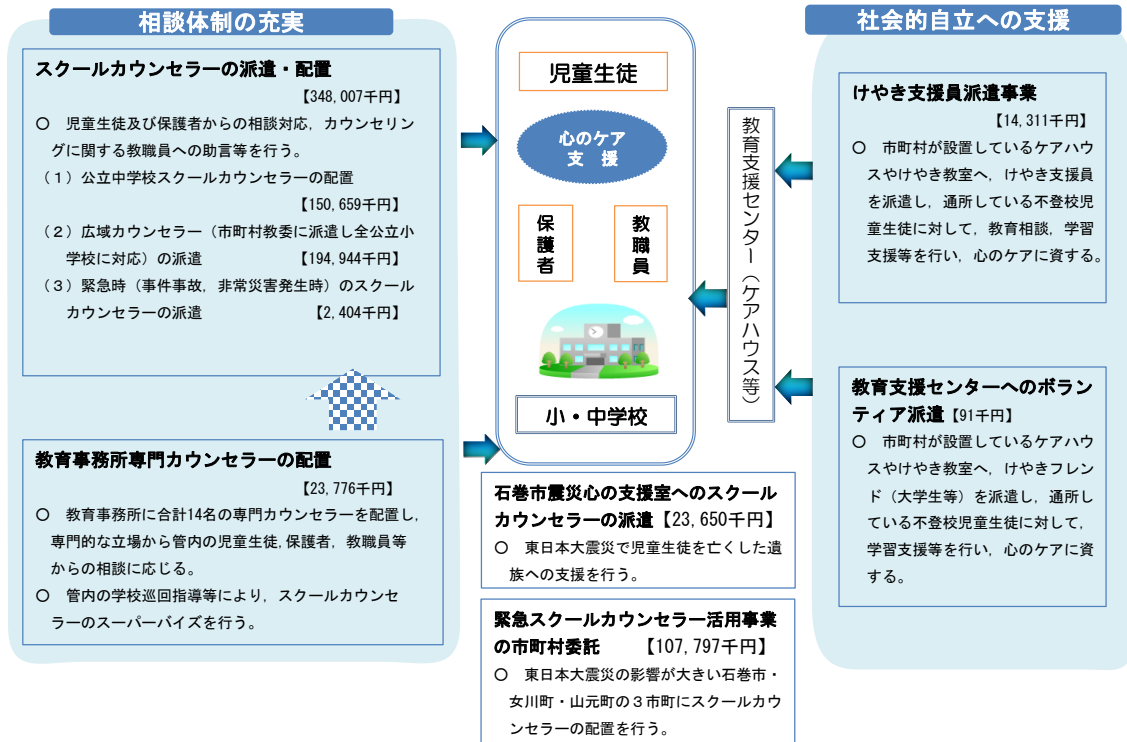 相談体制の充実
スクールカウンセラーの派遣・配置
【348,007千円】
○　児童生徒及び保護者からの相談対応，カウンセリン
グに関する教職員への助言等を行う。
（１）公立中学校スクールカウンセラーの配置
【150,659千円】
（２）広域カウンセラー（市町村教委に派遣し全公立小
学校に対応）の派遣　【194,944千円】
（３）緊急時（事件事故，非常災害発生時）のスクール
カウンセラーの派遣　【2,404千円】
教育事務所専門カウンセラーの配置
【23,776千円】
○　教育事務所に合計14名の専門カウンセラーを配置し，
専門的な立場から管内の児童生徒,保護者，教職員等
からの相談に応じる。
○　管内の学校巡回指導等により，スクールカウンセ
ラーのスーパーバイズを行う。
児童生徒
心のケア
支　援
保護者
教職員
小・中学校
石巻市震災心の支援室へのスクール
カウンセラーの派遣【23,650千円】
○　東日本大震災で児童生徒を亡くした遺
族への支援を行う。
緊急スクールカウンセラー活用事業
の市町村委託　【107,797千円】
○　東日本大震災の影響が大きい石巻市・
女川町・山元町の３市町にスクールカウ
ンセラーの配置を行う。
教育支援センター（ケアハウス等）
社会的自立への支援
けやき支援員派遣事業
【14,311千円】
○　市町村が設置しているケアハウ
スやけやき教室へ，けやき支援員
を派遣し，通所している不登校児
童生徒に対して，教育相談，学習
支援等を行い，心のケアに資する。
教育支援センターへのボラン
ティア派遣【91千円】
○　市町村が設置しているケアハウ
スやけやき教室へ，けやきフレン
ド（大学生等）を派遣し，通所し
ている不登校児童生徒に対して，
学習支援等を行い，心のケアに資
する。